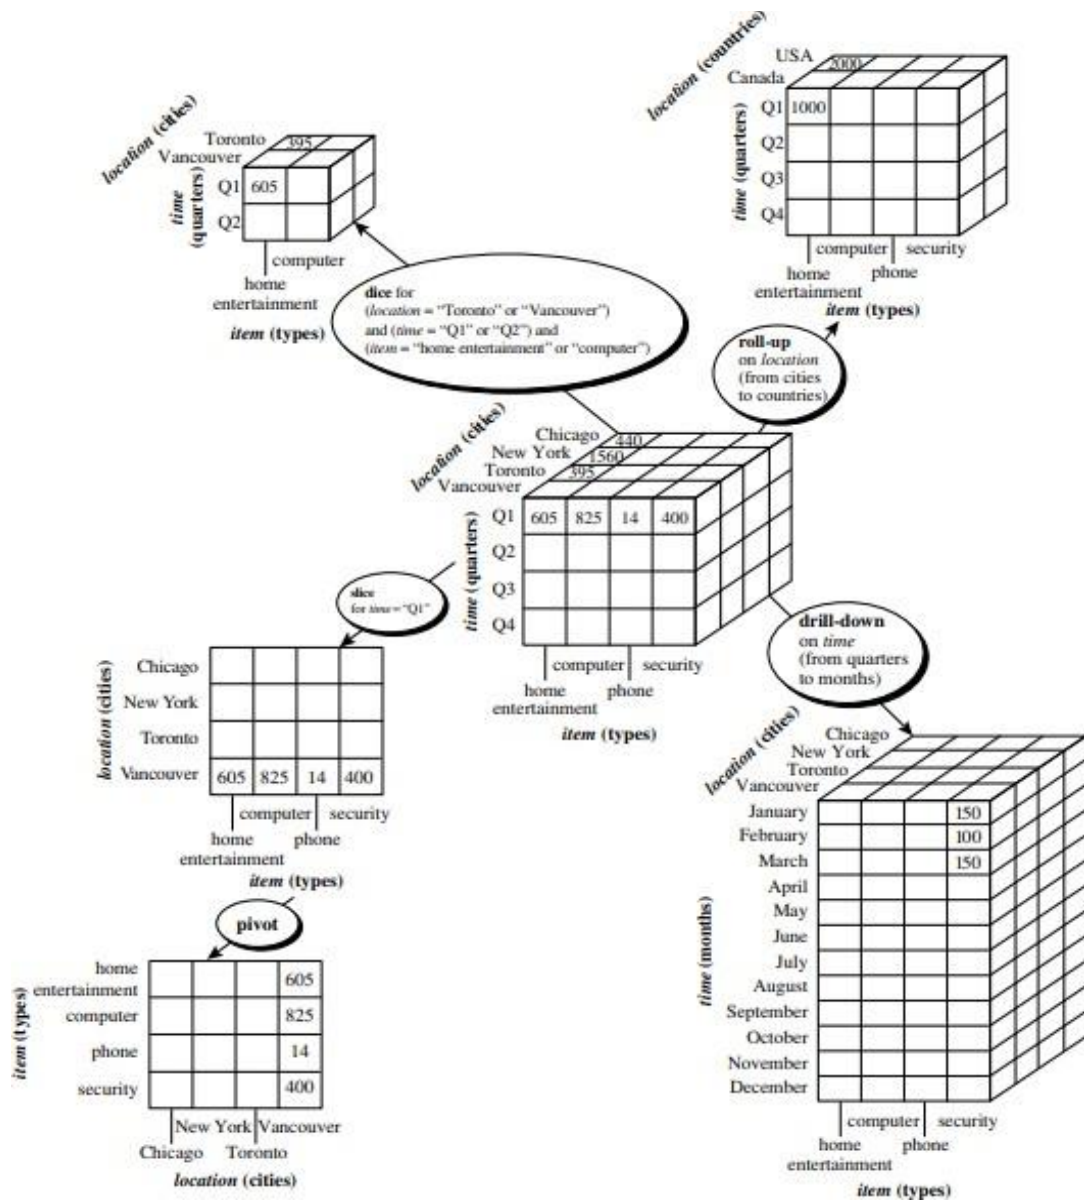 location (cities)
Toronto
Vancouver
395
time (quarters)
Q1
605
Q2
computer
home
entertainment
item (types)
location (countries)
USA
Canada
2000
time (quarters)
Q1
1000
Q2
Q3
Q4
computer
security
home
entertainment
phone
item (types)
dice for
(location = “Toronto” or “Vancouver”)
and (time = “Q1” or “Q2”) and
(item = “home entertainment” or “computer”)
roll-up
on location
(from cities
to countries)
location (cities)
Chicago
New York
Toronto
Vancouver
440
1560
395
time (quarters)
Q1
605 825 14 400
Q2
Q3
Q4
computer
security
home
entertainment
phone
item (types)
slice
for time = “Q1”
location (cities)
Chicago
New York
Toronto
Vancouver
605 825 14 400
computer
security
home
entertainment
phone
item (types)
drill-down
on time
(from quarters
to months)
location (cities)
Chicago
New York
Toronto
Vancouver
time (months)
January 150
February 100
March 150
April
May
June
July
August
September
October
November
December
computer
security
home
entertainment
phone
item (types)
pivot
item (types)
home
entertainment
605
computer 825
phone 14
security 400
New York Vancouver
Chicago Toronto
location (cities)